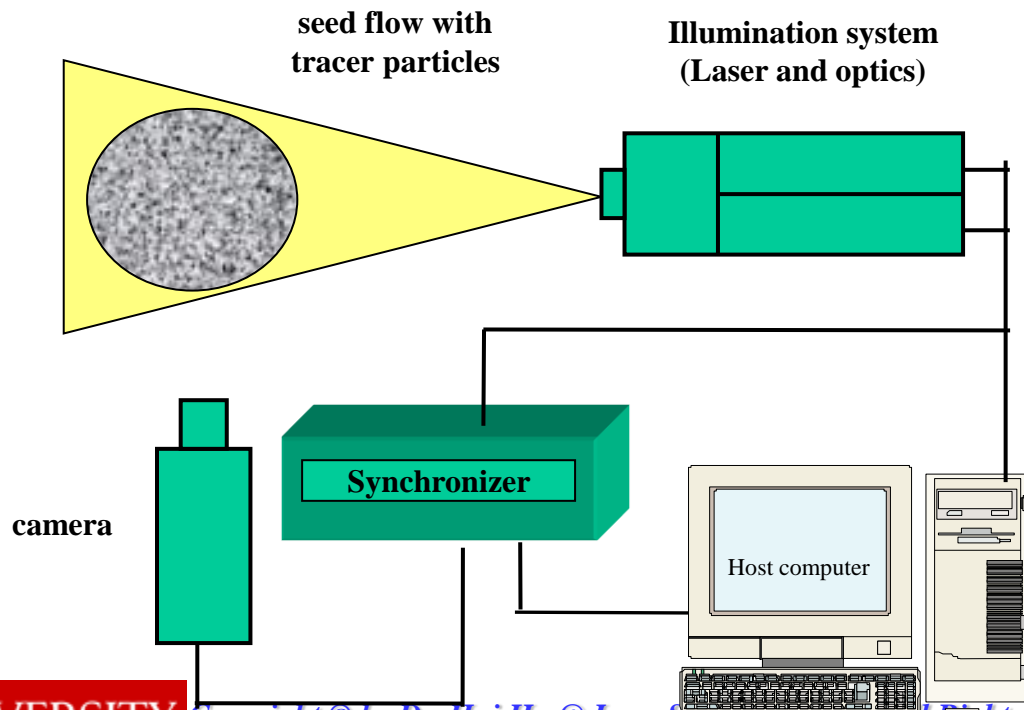 seed flow with
tracer particles
Illumination system
(Laser and optics)
Synchronizer
camera
Host computer